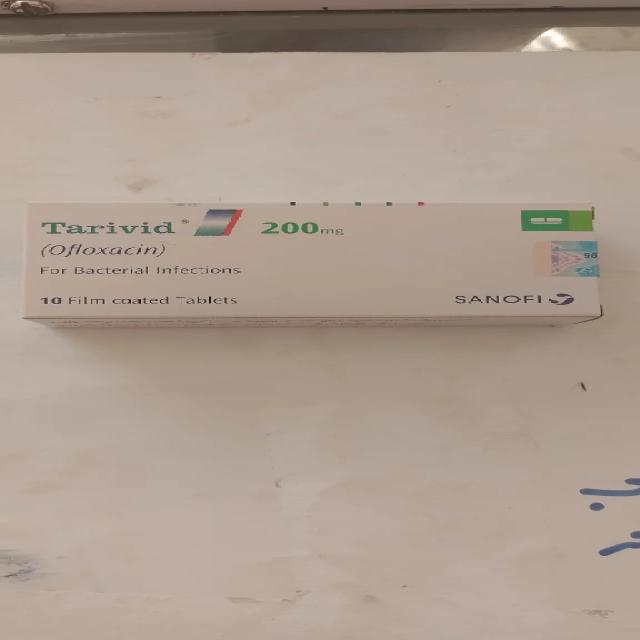 Tarivid® 200mg
(Ofloxacin)
For Bacterial Infections
10 Film coated Tablets
SANOFI